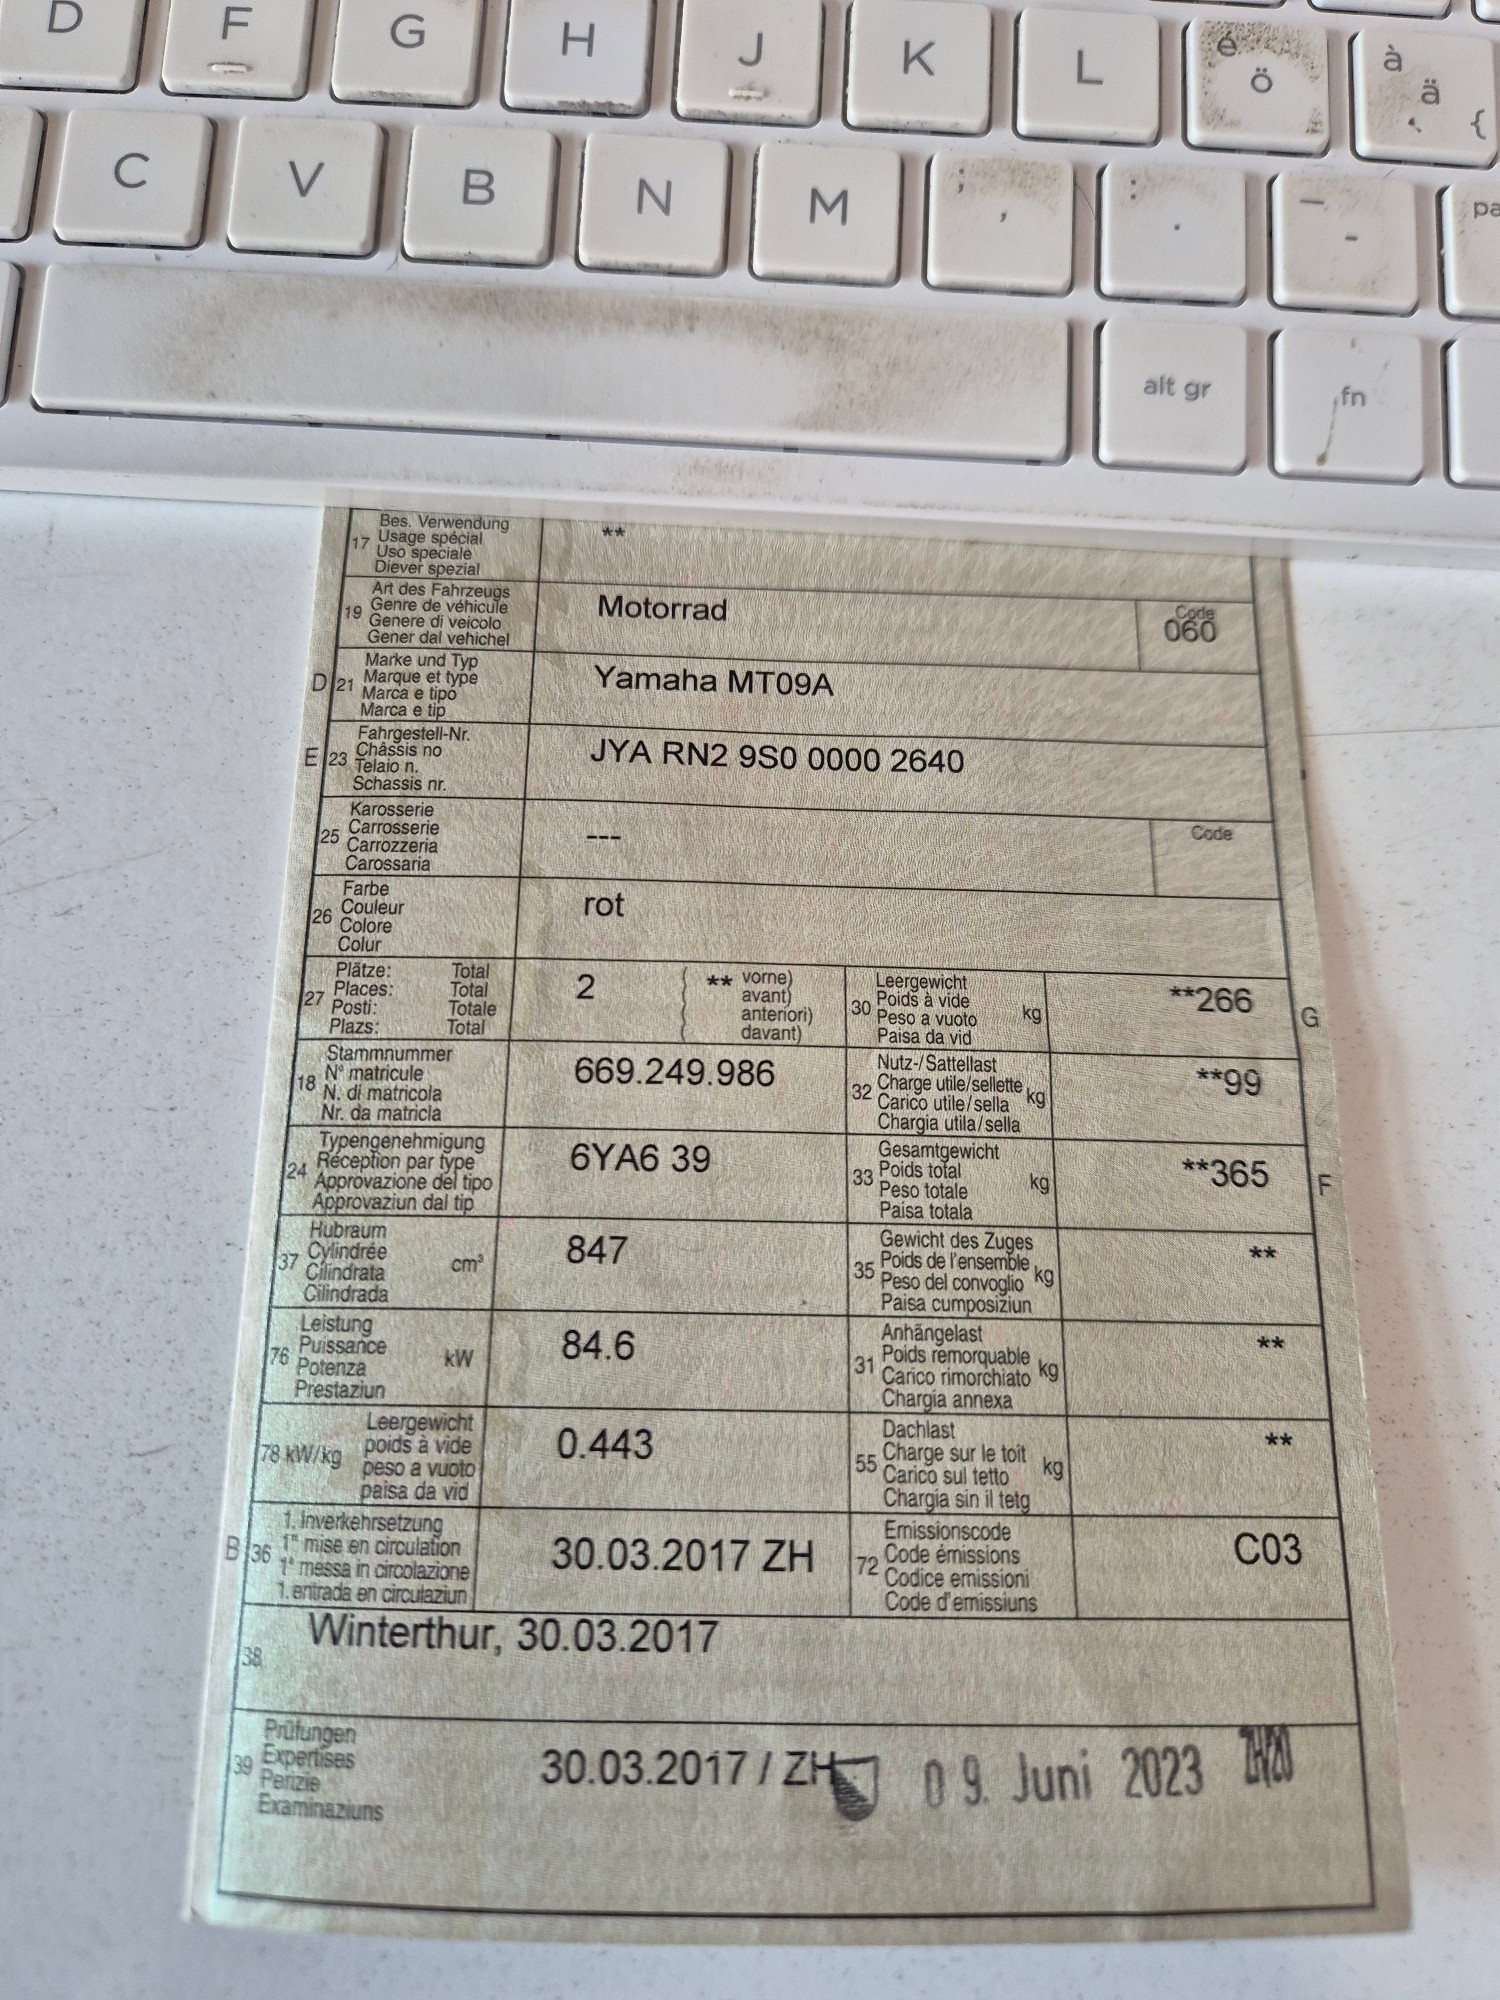 D F G H J K L é ö à ä {
C V B N M ; , : . _ -
alt gr fn
17 Bes. Verwendung **
Usage spécial
Uso speciale
Diever spezial
19 Art des Fahrzeugs Motorrad Code
Genre de véhicule 060
Genere di veicolo
Gener dal vehichel
D 21 Marke und Typ Yamaha MT09A
Marque et type
Marca e tipo
Marca e tip
E 23 Fahrgestell-Nr. JYA RN2 9S0 0000 2640
Châssis no
Telaio n.
Schassis nr.
25 Karosserie --- Code
Carrosserie
Carrozzeria
Carossaria
26 Farbe rot
Couleur
Colore
Colur
27 Plätze: Total 2 ( ** vorne)
Places: Total ( avant)
Posti: Totale ( anteriori)
Plazs: Total ( davant)
30 Leergewicht kg **266 G
Poids à vide
Peso a vuoto
Paisa da vid
18 Stammnummer 669.249.986
N° matricule
N. di matricola
Nr. da matricla
32 Nutz-/Sattellast kg **99
Charge utile/sellette
Carico utile/sella
Chargia utila/sella
24 Typengenehmigung 6YA6 39
Réception par type
Approvazione del tipo
Approvaziun dal tip
33 Gesamtgewicht kg **365 F
Poids total
Peso totale
Paisa totala
37 Hubraum cm³ 847
Cylindrée
Cilindrata
Cilindrada
35 Gewicht des Zuges kg **
Poids de l'ensemble
Peso del convoglio
Paisa cumposiziun
76 Leistung kW 84.6
Puissance
Potenza
Prestaziun
31 Anhängelast kg **
Poids remorquable
Carico rimorchiato
Chargia annexa
78 kW/kg Leergewicht 0.443
poids à vide
peso a vuoto
paisa da vid
55 Dachlast kg **
Charge sur le toit
Carico sul tetto
Chargia sin il tetg
B 36 1. Inverkehrsetzung 30.03.2017 ZH
1re mise en circulation
1a messa in circolazione
1. entrada en circulaziun
72 Emissionscode C03
Code émissions
Codice emissioni
Code d'emissiuns
38 Winterthur, 30.03.2017
39 Prüfungen 30.03.2017 / ZH 09. Juni 2023 ZH20
Expertises
Perizie
Examinaziuns